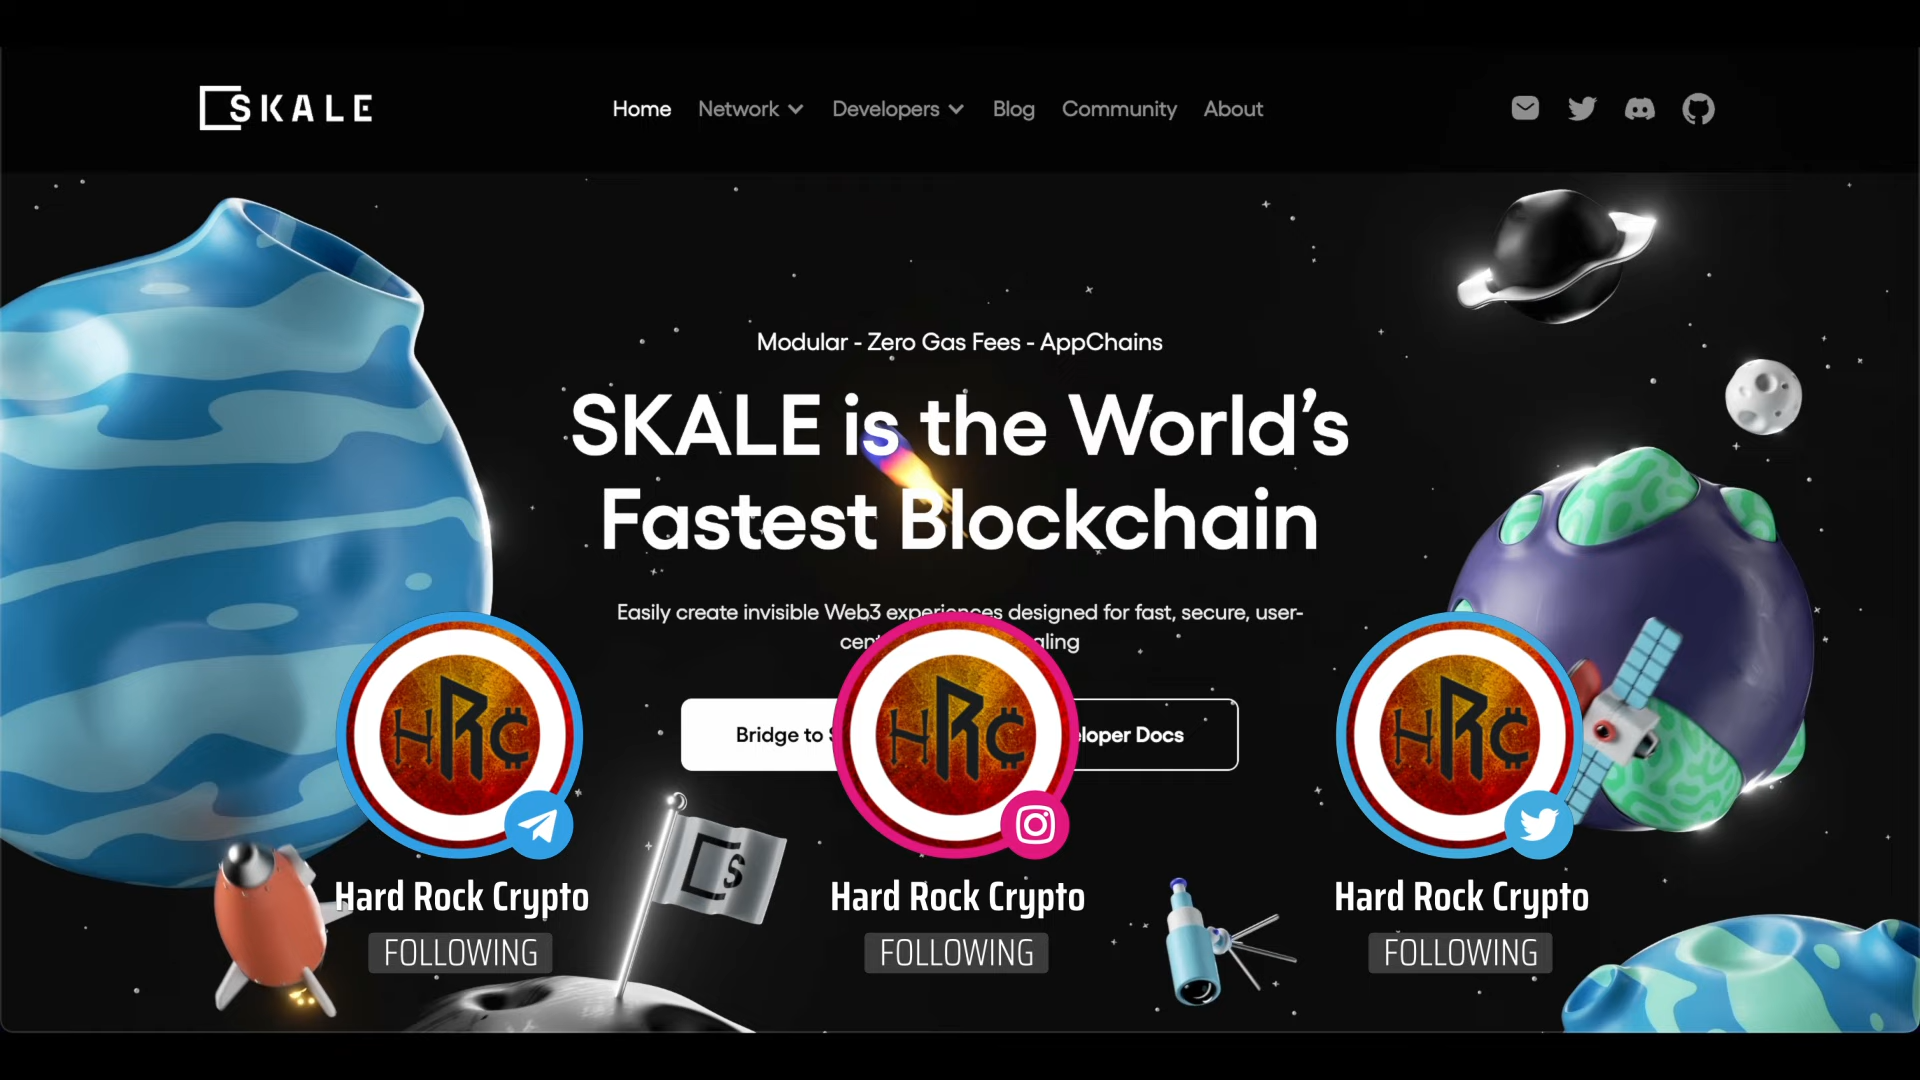 SKALE
Home Network Developers Blog Community About
Modular - Zero Gas Fees - AppChains
SKALE is the World's
Fastest Blockchain
Easily create invisible Web3 experiences designed for fast, secure, user-
Bridge to
Docs
HRC
HRC
HRC
S
Hard Rock Crypto
Hard Rock Crypto
Hard Rock Crypto
FOLLOWING
FOLLOWING
FOLLOWING